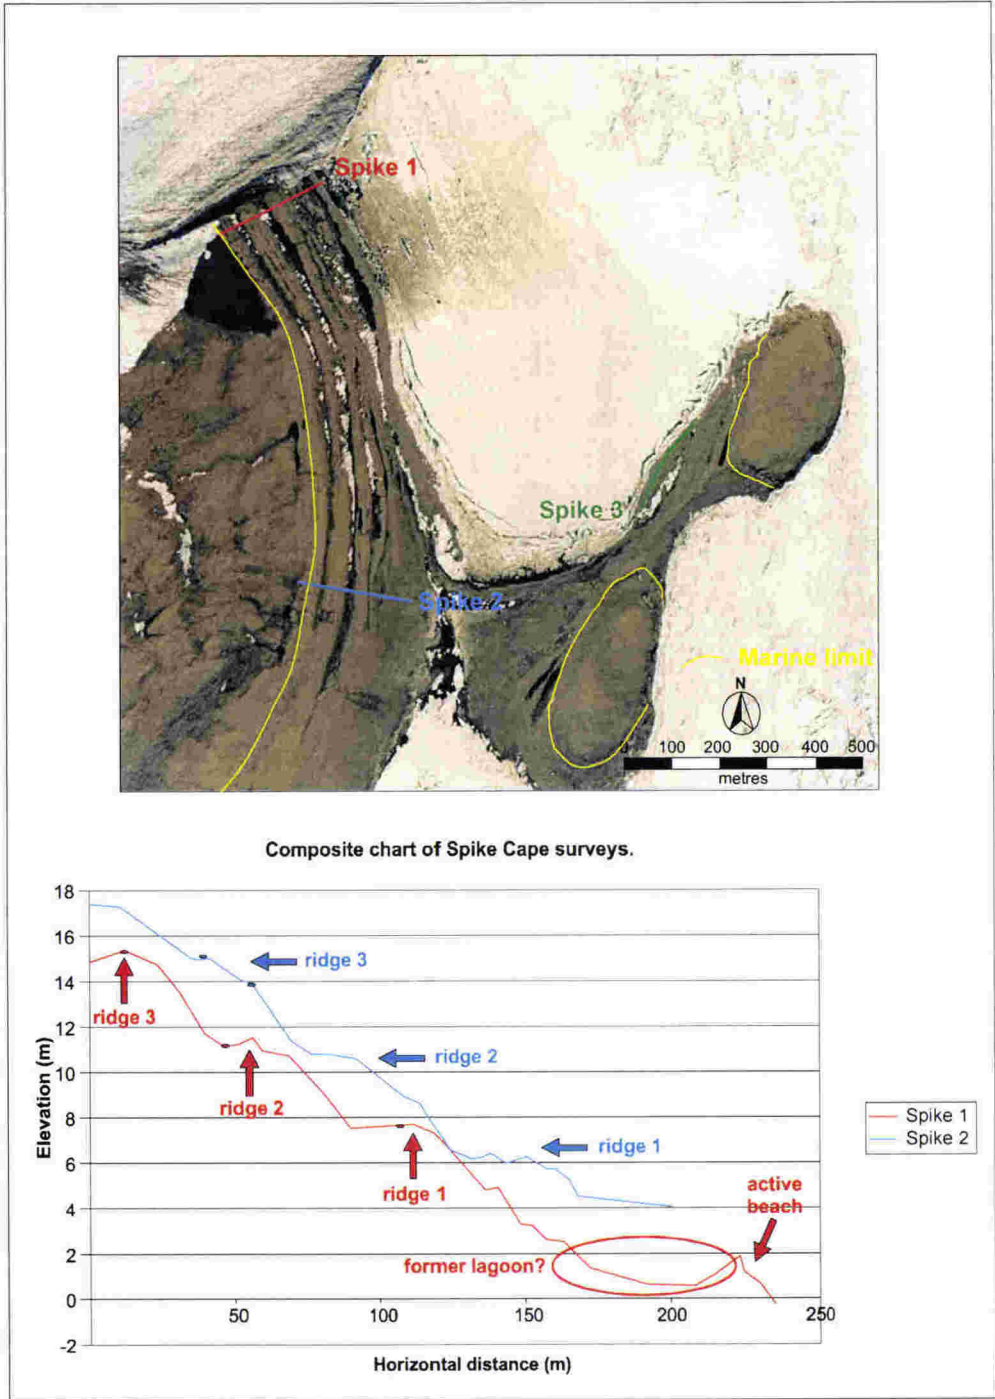 Spike 1
Spike 3
Spike 2
Marine limit
N
0 100 200 300 400 500
metres
Composite chart of Spike Cape surveys.
18
16
14
12
10
8
6
4
2
0
-2
Elevation (m)
50 100 150 200 250
Horizontal distance (m)
ridge 3
ridge 3
ridge 2
ridge 2
ridge 1
ridge 1
active
beach
former lagoon?
Spike 1
Spike 2